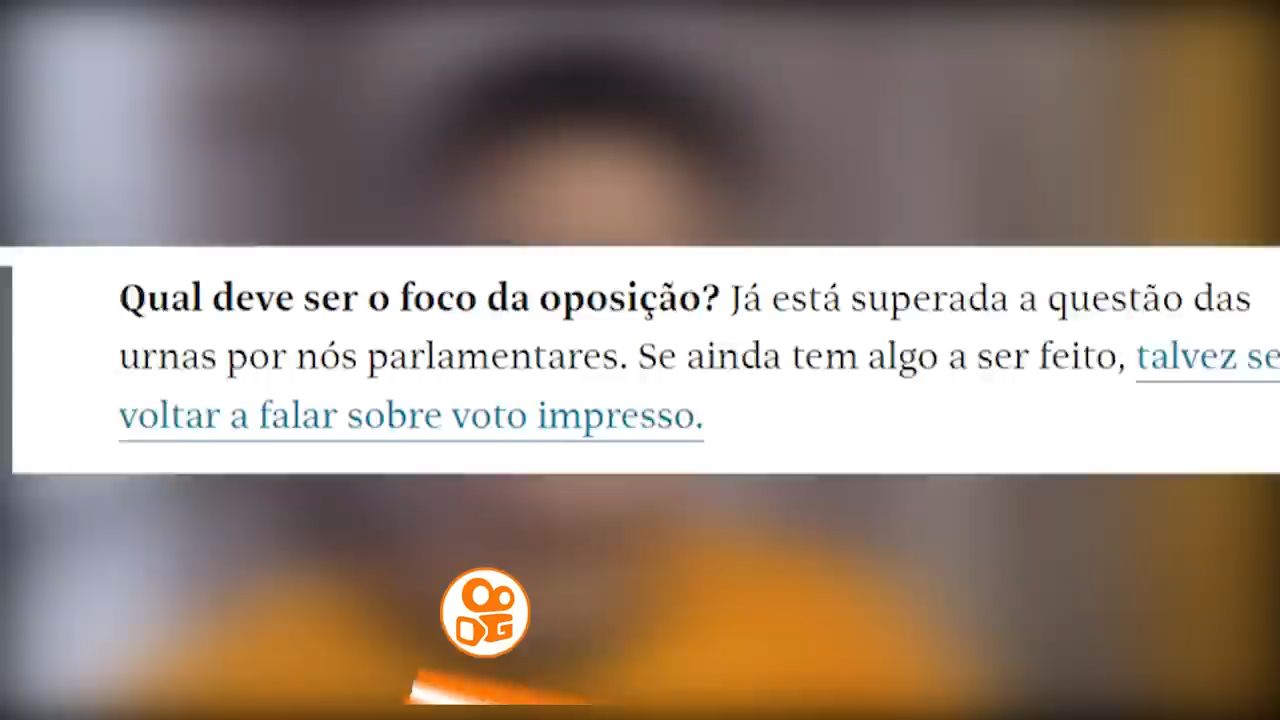 Qual deve ser o foco da oposição? Já está superada a questão das
urnas por nós parlamentares. Se ainda tem algo a ser feito, talvez se
voltar a falar sobre voto impresso.